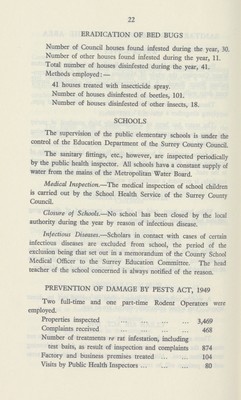 22
ERADICATION OF BED BUGS
Number of Council houses found infested during the year, 30.
Number of other houses found infested during the year, 11.
Total number of houses disinfested during the year, 41.
Methods employed:—
41 houses treated with insecticide spray.
Number of houses disinfested of beetles, 101.
Number of houses disinfested of other insects, 18.
SCHOOLS
The supervision of the public elementary schools is under the
control of the Education Department of the Surrey County Council.
The sanitary fittings, etc., however, are inspected periodically
by the public health inspector. All schools have a constant supply of
water from the mains of the Metropolitan Water Board.
Medical Inspection.—The medical inspection of school children
is carried out by the School Health Service of the Surrey County
Council.
Closure of Schools.—No school has been closed by the local
authority during the year by reason of infectious disease.
Infectious Diseases.—Scholars in contact with cases of certain
infectious diseases are excluded from school, the period of the
exclusion being that set out in a memorandum of the County School
Medical Officer to the Surrey Education Committee. The head
teacher of the school concerned is always notified of the reason.
PREVENTION OF DAMAGE BY PESTS ACT, 1949
Two full-time and one part-time Rodent Operators were
employed.
Properties inspected ... ... ... ... 3,469
Complaints received ... ... ... ... 468
Number of treatments re rat infestation, including
test baits, as result of inspection and complaints 874
Factory and business premises treated ... ... 104
Visits by Public Health Inspectors ... ... ... 80